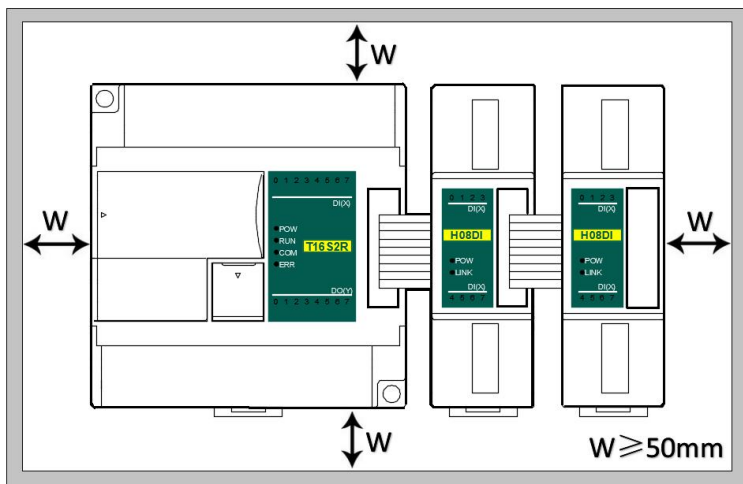 W
0 1 2 3 4 5 6 7
DI(X)
POW
RUN
COM
ERR
T16S2R
DO(Y)
0 1 2 3 4 5 6 7
0 1 2 3
DI(X)
H08DI
POW
LINK
DI(X)
4 5 6 7
0 1 2 3
DI(X)
H08DI
POW
LINK
DI(X)
4 5 6 7
W
W
W
W≥50mm